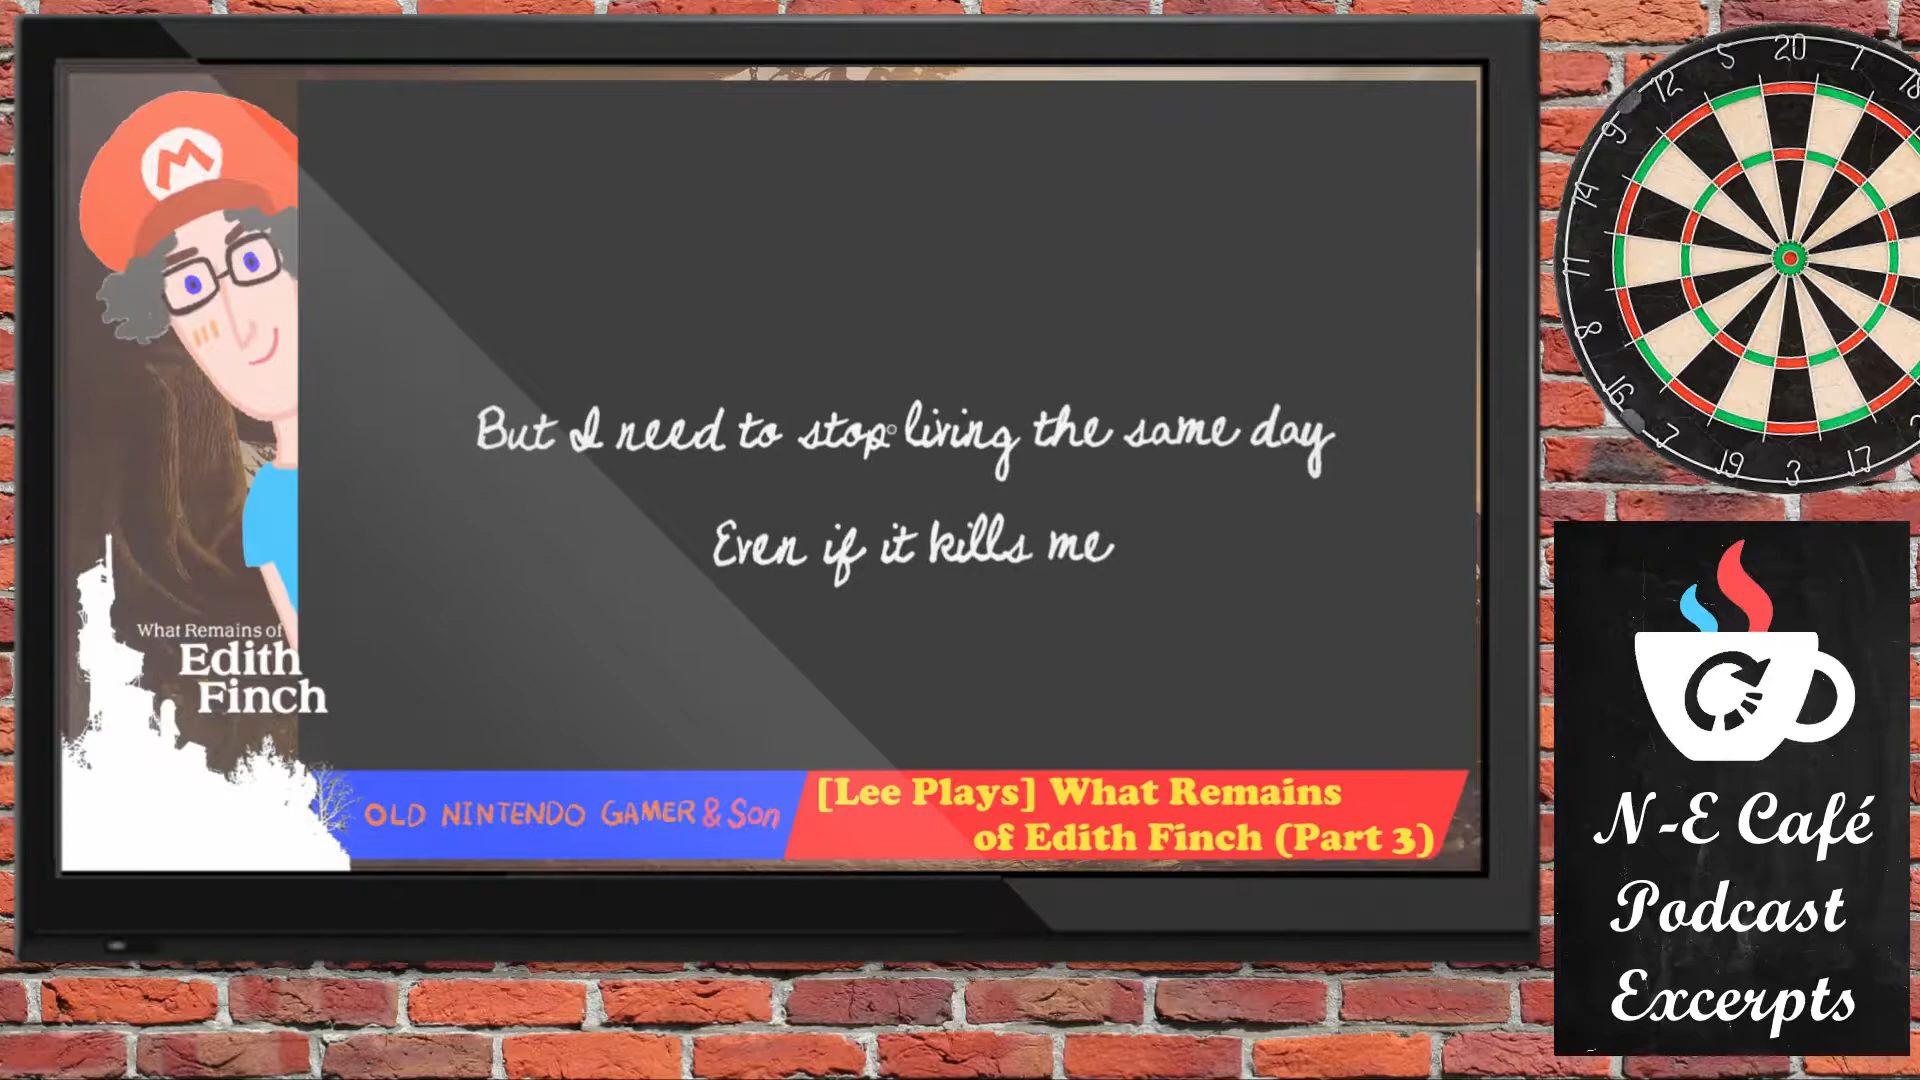 M
But I need to stop living the same day
Even if it kills me
What Remains of
Edith
Finch
OLD NINTENDO GAMER & Son
[Lee Plays] What Remains
of Edith Finch (Part 3)
5 20 1 18
12
9
14
11
8
16
7 19 3 17 2
N-E Café
Podcast
Excerpts